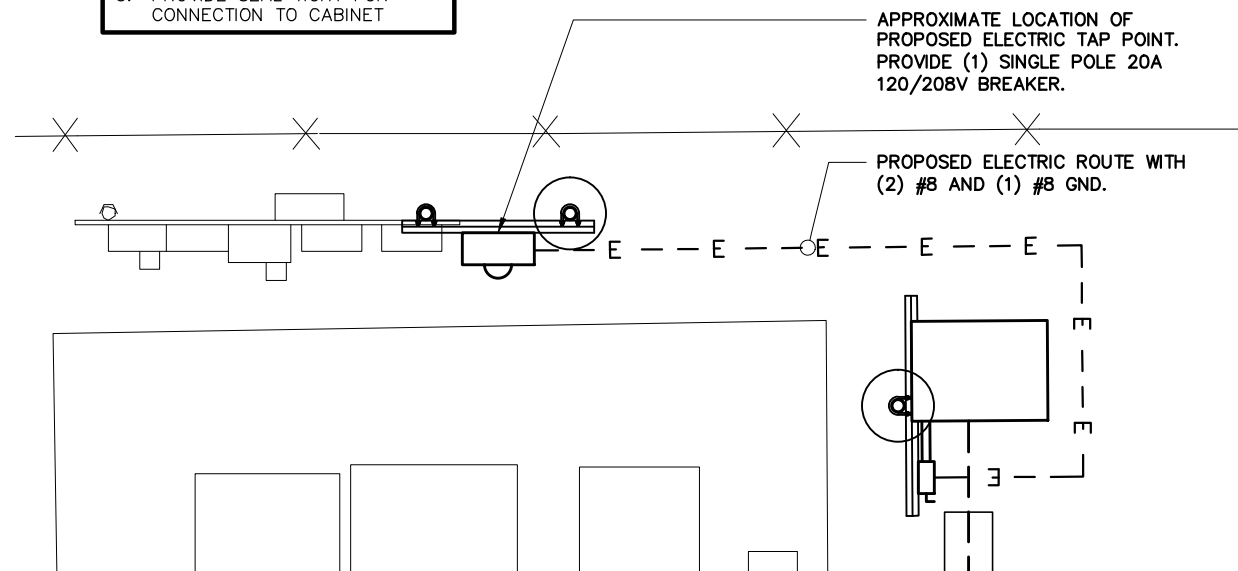 CONNECTION TO CABINET
APPROXIMATE LOCATION OF
PROPOSED ELECTRIC TAP POINT.
PROVIDE (1) SINGLE POLE 20A
120/208V BREAKER.
PROPOSED ELECTRIC ROUTE WITH
(2) #8 AND (1) #8 GND.
E E E E E
E
E
E